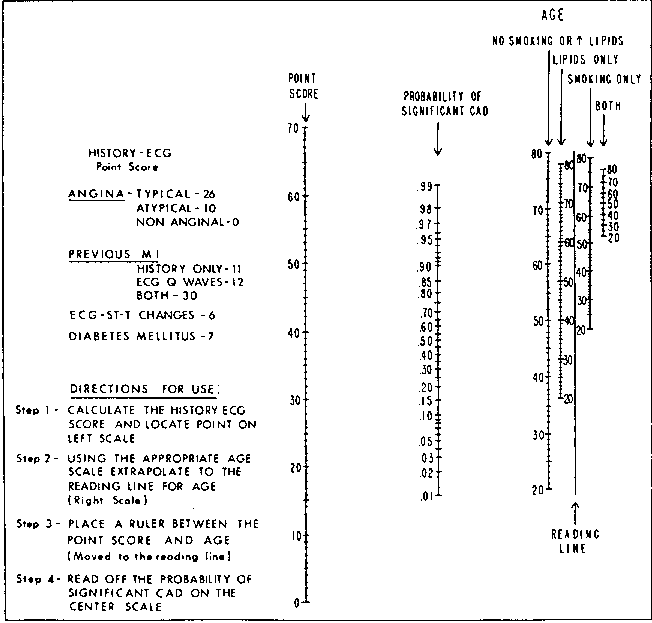 AGE
NO SMOKING OR ↑ LIPIDS
LIPIDS ONLY
SMOKING ONLY
BOTH
POINT
SCORE
PROBABILITY OF
SIGNIFICANT CAD
HISTORY-ECG
Point Score
ANGINA - TYPICAL - 26
ATYPICAL - 10
NON ANGINAL - 0
PREVIOUS MI
HISTORY ONLY - 11
ECG Q WAVES - 12
BOTH - 30
ECG-ST-T CHANGES - 6
DIABETES MELLITUS - 7
DIRECTIONS FOR USE:
Step 1 - CALCULATE THE HISTORY ECG
SCORE AND LOCATE POINT ON
LEFT SCALE
Step 2 - USING THE APPROPRIATE AGE
SCALE EXTRAPOLATE TO THE
READING LINE FOR AGE
(Right Scale)
Step 3 - PLACE A RULER BETWEEN THE
POINT SCORE AND AGE
(Moved to the reading line)
Step 4 - READ OFF THE PROBABILITY OF
SIGNIFICANT CAD ON THE
CENTER SCALE
70
60
50
40
30
20
10
0
.99
.98
.97
.95
.90
.85
.80
.70
.60
.50
.40
.30
.20
.15
.10
.05
.03
.02
.01
80
70
60
50
40
30
20
80
70
60
50
40
30
20
80
70
60
50
40
30
20
80
70
60
50
40
30
20
READING
LINE